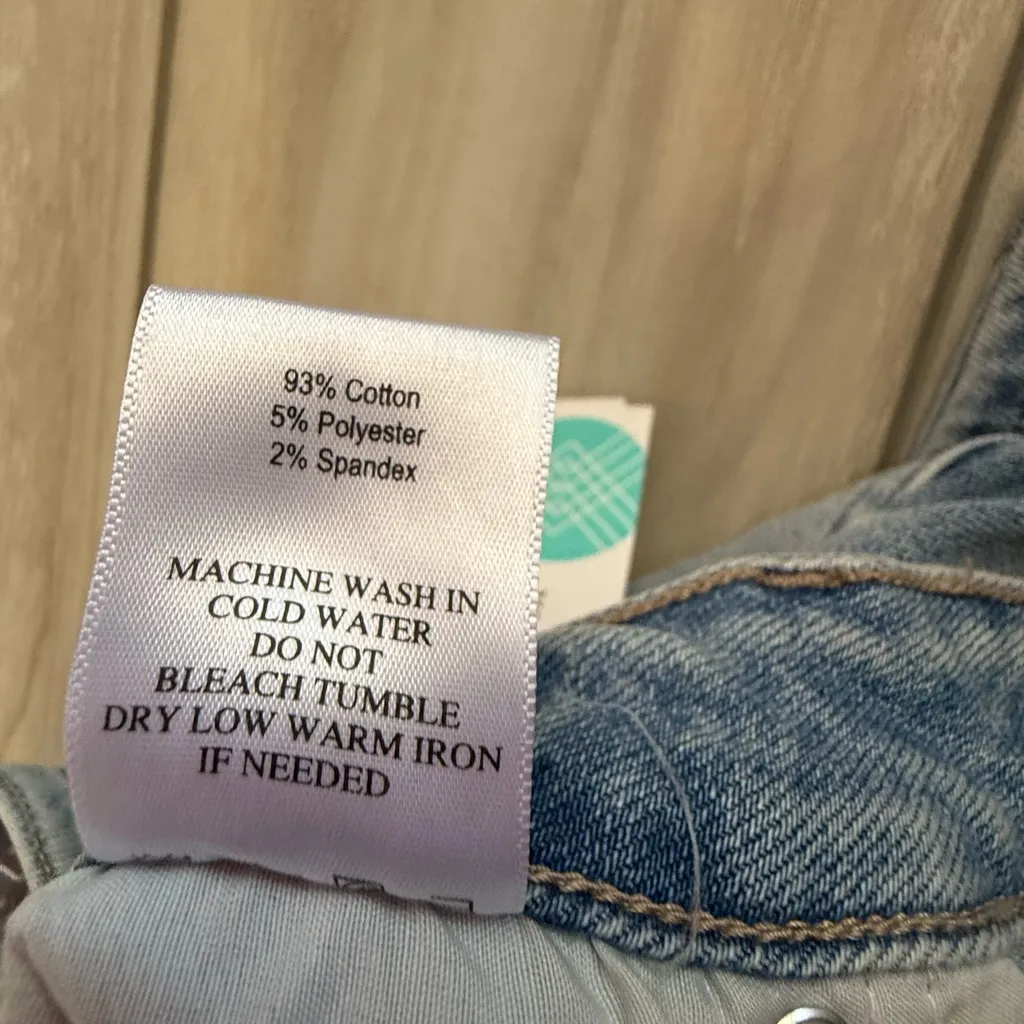 93% Cotton
5% Polyester
2% Spandex
MACHINE WASH IN
COLD WATER
DO NOT
BLEACH TUMBLE
DRY LOW WARM IRON
IF NEEDED